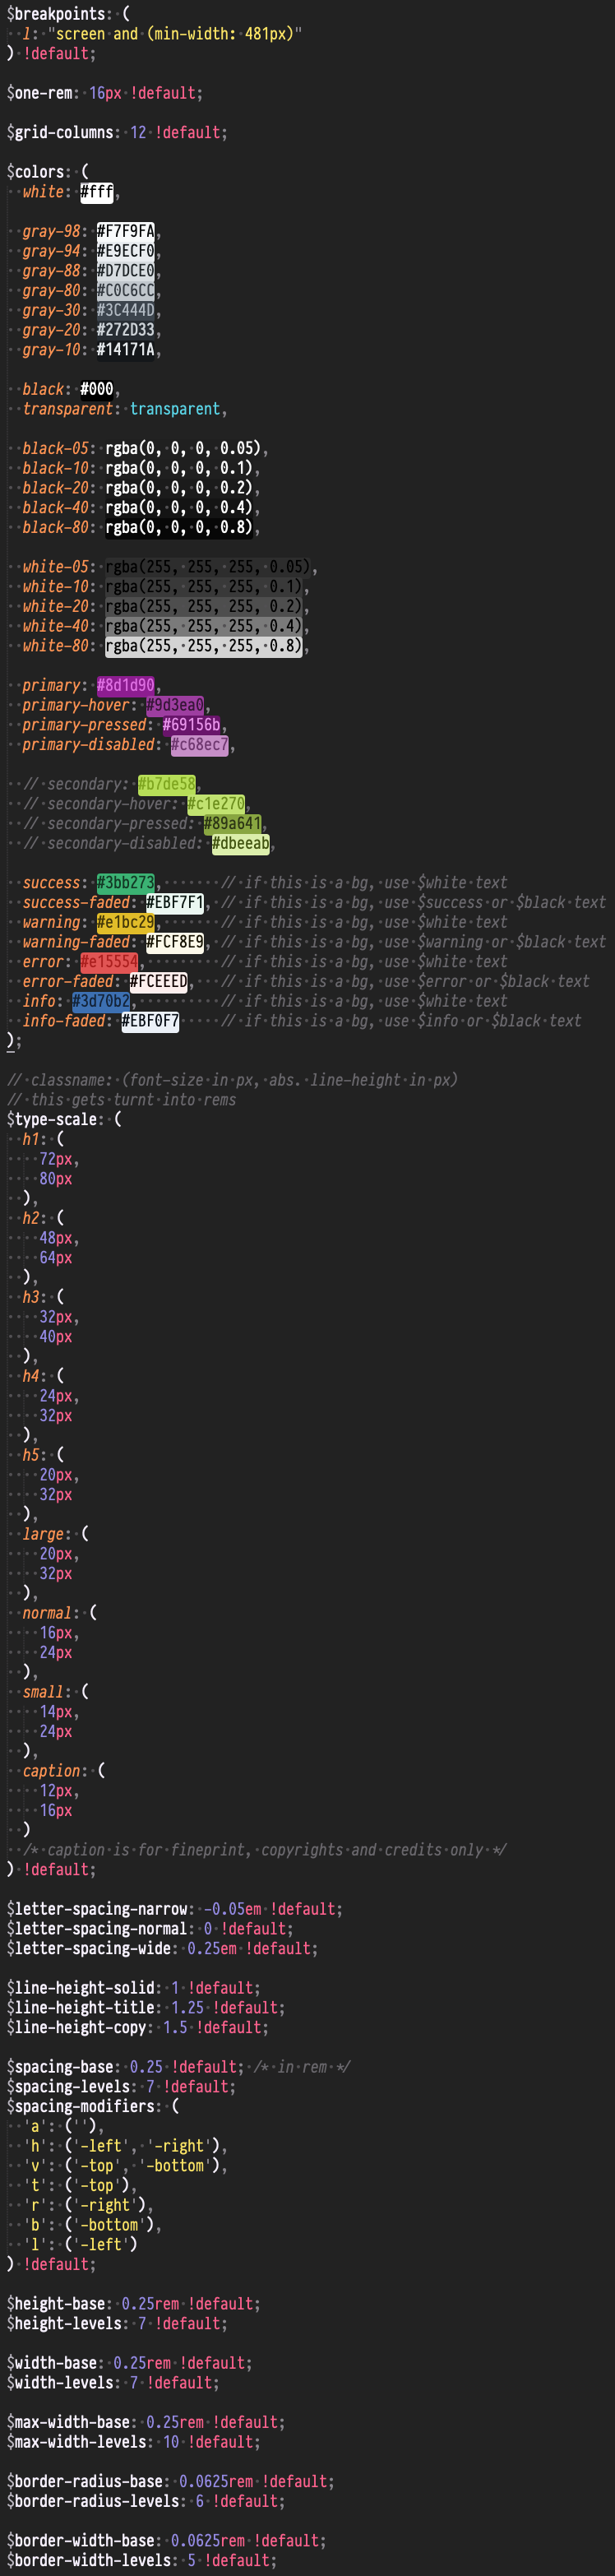 $breakpoints: (
  l: "screen and (min-width: 481px)"
) !default;

$one-rem: 16px !default;

$grid-columns: 12 !default;

$colors: (
  white: #fff,

  gray-98: #F7F9FA,
  gray-94: #E9ECF0,
  gray-88: #D7DCE0,
  gray-80: #C0C6CC,
  gray-30: #3C444D,
  gray-20: #272D33,
  gray-10: #14171A,

  black: #000,
  transparent: transparent,

  black-05: rgba(0, 0, 0, 0.05),
  black-10: rgba(0, 0, 0, 0.1),
  black-20: rgba(0, 0, 0, 0.2),
  black-40: rgba(0, 0, 0, 0.4),
  black-80: rgba(0, 0, 0, 0.8),

  white-05: rgba(255, 255, 255, 0.05),
  white-10: rgba(255, 255, 255, 0.1),
  white-20: rgba(255, 255, 255, 0.2),
  white-40: rgba(255, 255, 255, 0.4),
  white-80: rgba(255, 255, 255, 0.8),

  primary: #8d1d90,
  primary-hover: #9d3ea0,
  primary-pressed: #69156b,
  primary-disabled: #c68ec7,

  // secondary: #b7de58,
  // secondary-hover: #c1e270,
  // secondary-pressed: #89a641,
  // secondary-disabled: #dbeeab,

  success: #3bb273,       // if this is a bg, use $white text
  success-faded: #EBF7F1, // if this is a bg, use $success or $black text
  warning: #e1bc29,       // if this is a bg, use $white text
  warning-faded: #FCF8E9, // if this is a bg, use $warning or $black text
  error: #e15554,         // if this is a bg, use $white text
  error-faded: #FCEEED,   // if this is a bg, use $error or $black text
  info: #3d70b2,          // if this is a bg, use $white text
  info-faded: #EBF0F7     // if this is a bg, use $info or $black text
);

// classname: (font-size in px, abs. line-height in px)
// this gets turnt into rems
$type-scale: (
  h1: (
    72px,
    80px
  ),
  h2: (
    48px,
    64px
  ),
  h3: (
    32px,
    40px
  ),
  h4: (
    24px,
    32px
  ),
  h5: (
    20px,
    32px
  ),
  large: (
    20px,
    32px
  ),
  normal: (
    16px,
    24px
  ),
  small: (
    14px,
    24px
  ),
  caption: (
    12px,
    16px
  )
  /* caption is for fineprint, copyrights and credits only */
) !default;

$letter-spacing-narrow: -0.05em !default;
$letter-spacing-normal: 0 !default;
$letter-spacing-wide: 0.25em !default;

$line-height-solid: 1 !default;
$line-height-title: 1.25 !default;
$line-height-copy: 1.5 !default;

$spacing-base: 0.25 !default; /* in rem */
$spacing-levels: 7 !default;
$spacing-modifiers: (
  'a': (''),
  'h': ('-left', '-right'),
  'v': ('-top', '-bottom'),
  't': ('-top'),
  'r': ('-right'),
  'b': ('-bottom'),
  'l': ('-left')
) !default;

$height-base: 0.25rem !default;
$height-levels: 7 !default;

$width-base: 0.25rem !default;
$width-levels: 7 !default;

$max-width-base: 0.25rem !default;
$max-width-levels: 10 !default;

$border-radius-base: 0.0625rem !default;
$border-radius-levels: 6 !default;

$border-width-base: 0.0625rem !default;
$border-width-levels: 5 !default;